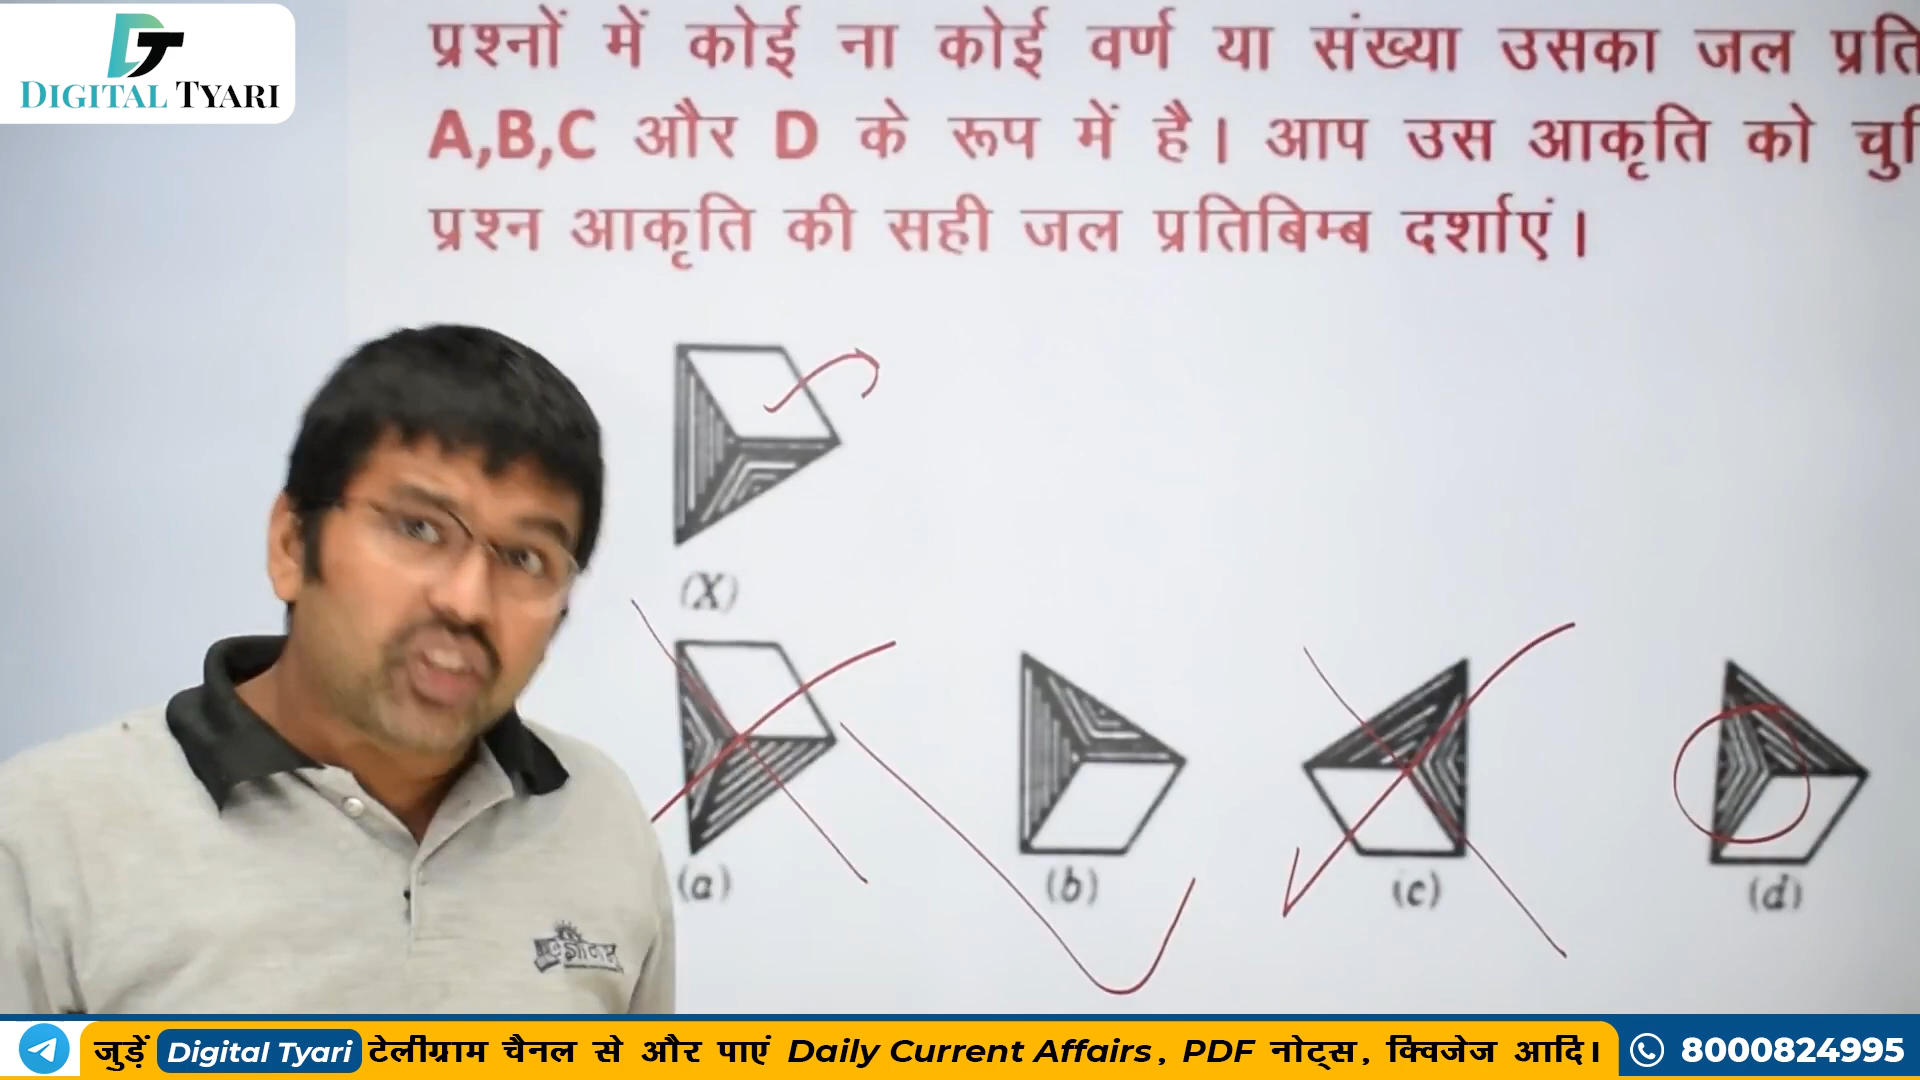 DIGITAL TYARI
प्रश्नों में कोई ना कोई वर्ण या संख्या उसका जल
A,B,C और D के रूप में है। आप उस आकृति को
प्रश्न आकृति की सही जल प्रतिबिम्ब दर्शाएं।
(X)
(a) (b) (c) (d)
जुड़ें Digital Tyari टेलीग्राम चैनल से और पाएं Daily Current Affairs, PDF नोट्स, क्विजेज आदि। 8000824995